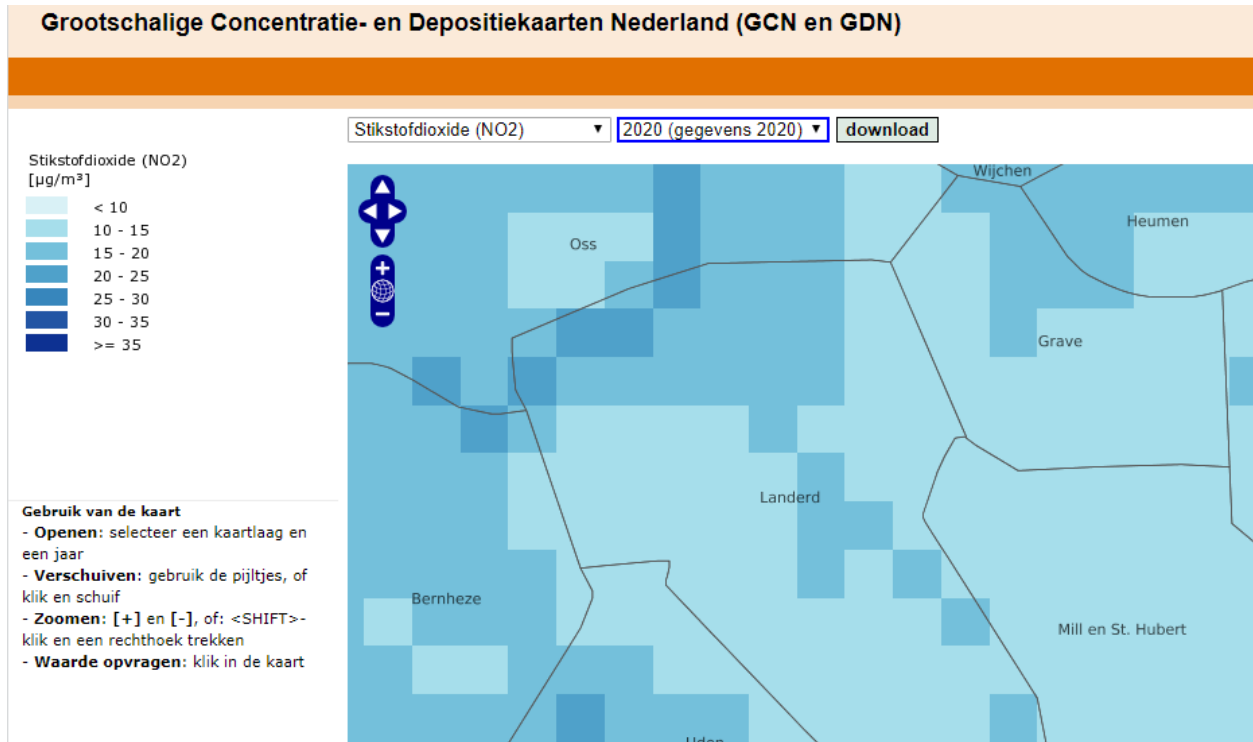 Grootschalige Concentratie- en Depositiekaarten Nederland (GCN en GDN)
Stikstofdioxide (NO2)
2020 (gegevens 2020)
download
Stikstofdioxide (NO2)
[µg/m³]
< 10
10 - 15
15 - 20
20 - 25
25 - 30
30 - 35
>= 35
Wijchen
Heumen
Oss
Grave
Landerd
Bernheze
Mill en St. Hubert
Uden
Gebruik van de kaart
- Openen: selecteer een kaartlaag en
een jaar
- Verschuiven: gebruik de pijltjes, of
klik en schuif
- Zoomen: [+] en [-], of: <SHIFT>-
klik en een rechthoek trekken
- Waarde opvragen: klik in de kaart